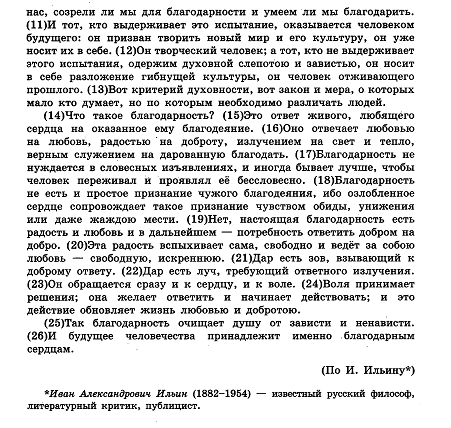 нас, созрели ли мы для благодарности и умеем ли мы благодарить.
(11)И тот, кто выдерживает это испытание, оказывается человеком
будущего: он призван творить новый мир и его культуру, он уже
носит их в себе. (12)Он творческий человек; а тот, кто не выдерживает
этого испытания, одержим духовной слепотою и завистью, он носит
в себе разложение гибнущей культуры, он человек отживающего
прошлого. (13)Вот критерий духовности, вот закон и мера, о которых
мало кто думает, но по которым необходимо различать людей.
(14)Что такое благодарность? (15)Это ответ живого, любящего
сердца на оказанное ему благодеяние. (16)Оно отвечает любовью
на любовь, радостью на доброту, излучением на свет и тепло,
верным служением на дарованную благодать. (17)Благодарность не
нуждается в словесных изъявлениях, и иногда бывает лучше, чтобы
человек переживал и проявлял её бессловесно. (18)Благодарность
не есть и простое признание чужого благодеяния, ибо озлобленное
сердце сопровождает такое признание чувством обиды, унижения
или даже жаждою мести. (19)Нет, настоящая благодарность есть
радость и любовь и в дальнейшем — потребность ответить добром на
добро. (20)Эта радость вспыхивает сама, свободно и ведёт за собою
любовь — свободную, искреннюю. (21)Дар есть зов, взывающий к
доброму ответу. (22)Дар есть луч, требующий ответного излучения.
(23)Он обращается сразу и к сердцу, и к воле. (24)Воля принимает
решения; она желает ответить и начинает действовать; и это
действие обновляет жизнь любовью и добротою.
(25)Так благодарность очищает душу от зависти и ненависти.
(26)И будущее человечества принадлежит именно благодарным
сердцам.
(По И. Ильину*)
*Иван Александрович Ильин (1882–1954) — известный русский философ,
литературный критик, публицист.